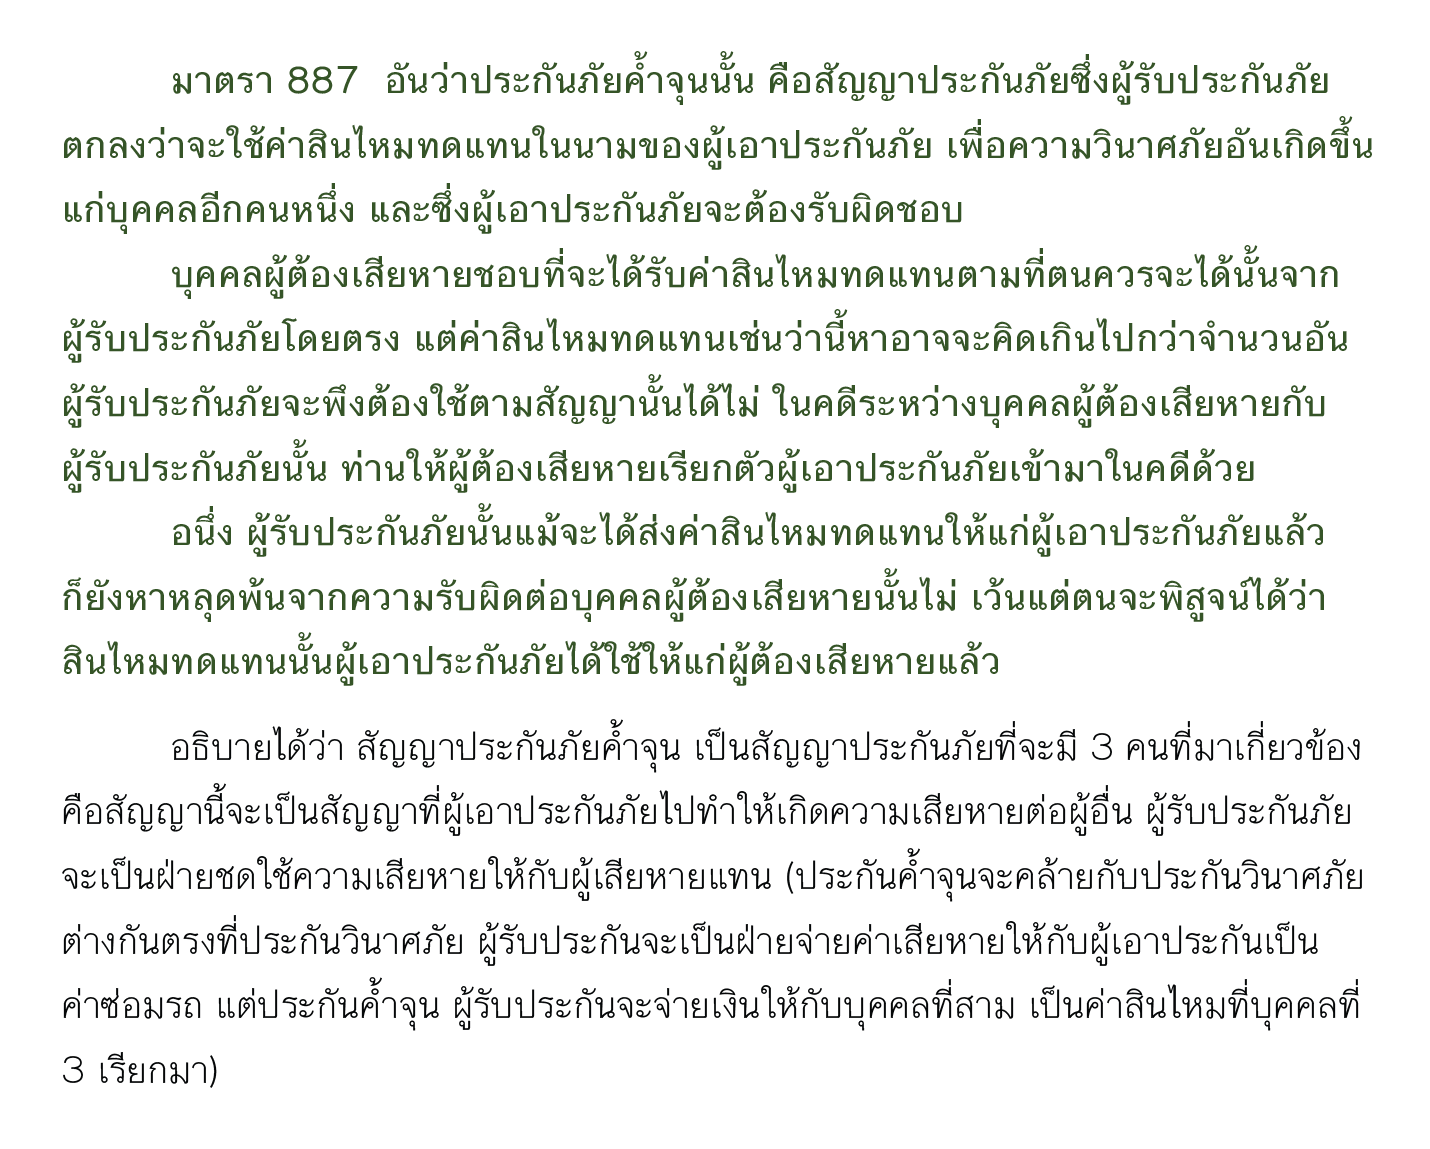 มาตรา 887 อันว่าประกันภัยค้ำจุนนั้น คือสัญญาประกันภัยซึ่งผู้รับประกันภัย
ตกลงว่าจะใช้ค่าสินไหมทดแทนในนามของผู้เอาประกันภัย เพื่อความวินาศภัยอันเกิดขึ้น
แก่บุคคลอีกคนหนึ่ง และซึ่งผู้เอาประกันภัยจะต้องรับผิดชอบ
บุคคลผู้ต้องเสียหายชอบที่จะได้รับค่าสินไหมทดแทนตามที่ตนควรจะได้นั้นจาก
ผู้รับประกันภัยโดยตรง แต่ค่าสินไหมทดแทนเช่นว่านี้หาอาจจะคิดเกินไปกว่าจำนวนอัน
ผู้รับประกันภัยจะพึงต้องใช้ตามสัญญานั้นได้ไม่ ในคดีระหว่างบุคคลผู้ต้องเสียหายกับ
ผู้รับประกันภัยนั้น ท่านให้ผู้ต้องเสียหายเรียกตัวผู้เอาประกันภัยเข้ามาในคดีด้วย
อนึ่ง ผู้รับประกันภัยนั้นแม้จะได้ส่งค่าสินไหมทดแทนให้แก่ผู้เอาประกันภัยแล้ว
ก็ยังหาหลุดพ้นจากความรับผิดต่อบุคคลผู้ต้องเสียหายนั้นไม่ เว้นแต่ตนจะพิสูจน์ได้ว่า
สินไหมทดแทนนั้นผู้เอาประกันภัยได้ใช้ให้แก่ผู้ต้องเสียหายแล้ว
อธิบายได้ว่า สัญญาประกันภัยค้ำจุน เป็นสัญญาประกันภัยที่จะมี 3 คนที่มาเกี่ยวข้อง
คือสัญญานี้จะเป็นสัญญาที่ผู้เอาประกันภัยไปทำให้เกิดความเสียหายต่อผู้อื่น ผู้รับประกันภัย
จะเป็นฝ่ายชดใช้ความเสียหายให้กับผู้เสียหายแทน (ประกันค้ำจุนจะคล้ายกับประกันวินาศภัย
ต่างกันตรงที่ประกันวินาศภัย ผู้รับประกันจะเป็นฝ่ายจ่ายค่าเสียหายให้กับผู้เอาประกันเป็น
ค่าซ่อมรถ แต่ประกันค้ำจุน ผู้รับประกันจะจ่ายเงินให้กับบุคคลที่สาม เป็นค่าสินไหมที่บุคคลที่
3 เรียกมา)